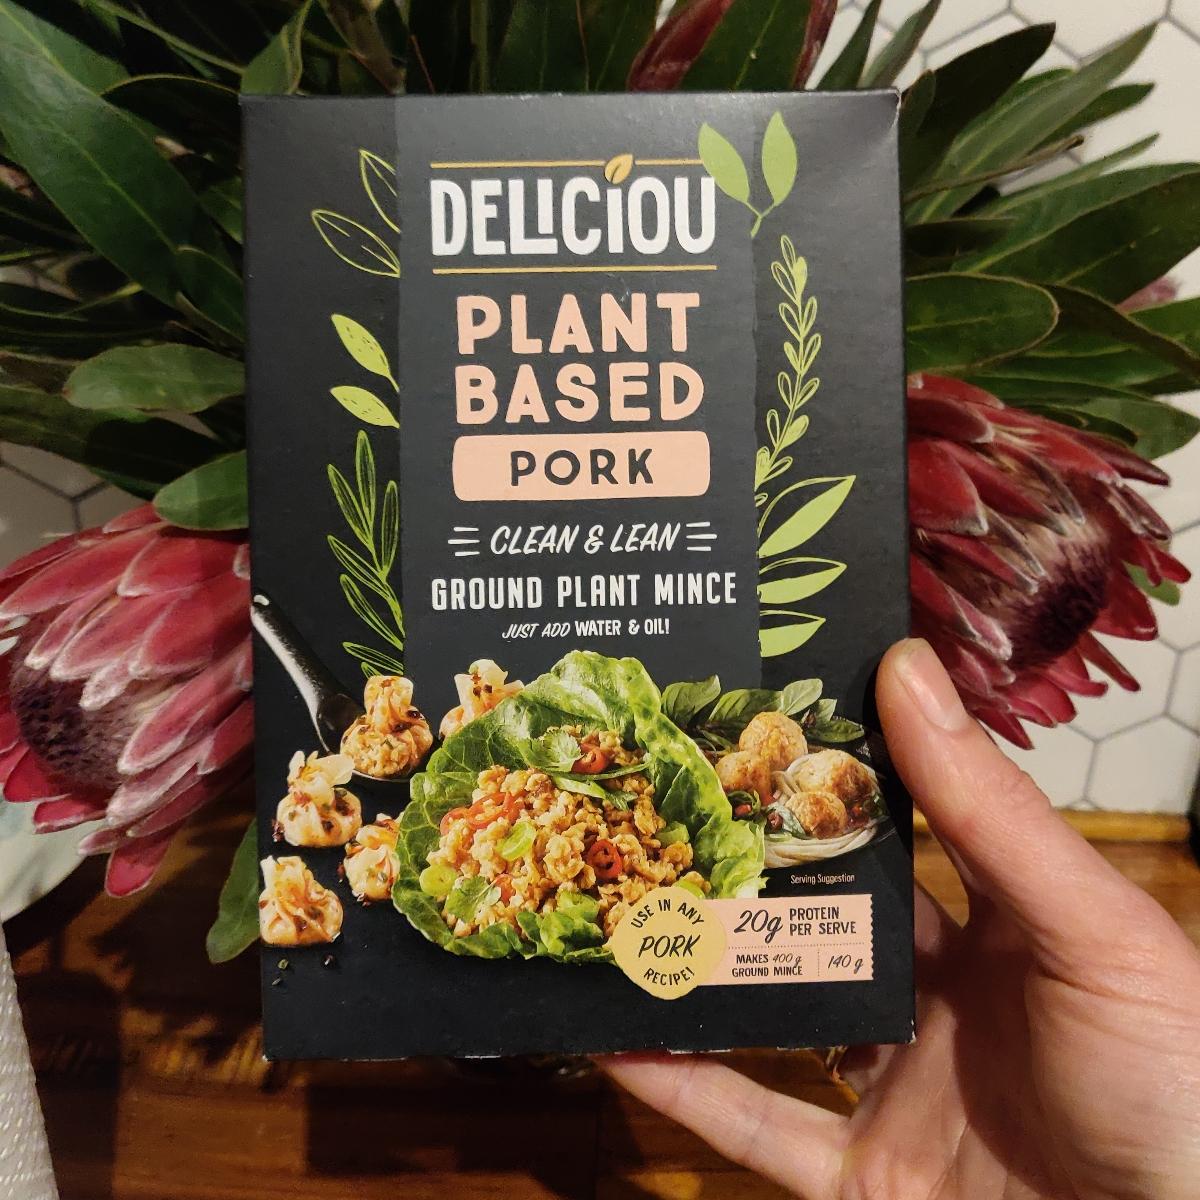 DELICIOU
PLANT
BASED
PORK
CLEAN & LEAN
GROUND PLANT MINCE
JUST ADD WATER & OIL!
Serving Suggestion
USE IN ANY
PORK
RECIPE!
20g PROTEIN
PER SERVE
MAKES 400g
GROUND MINCE
140g